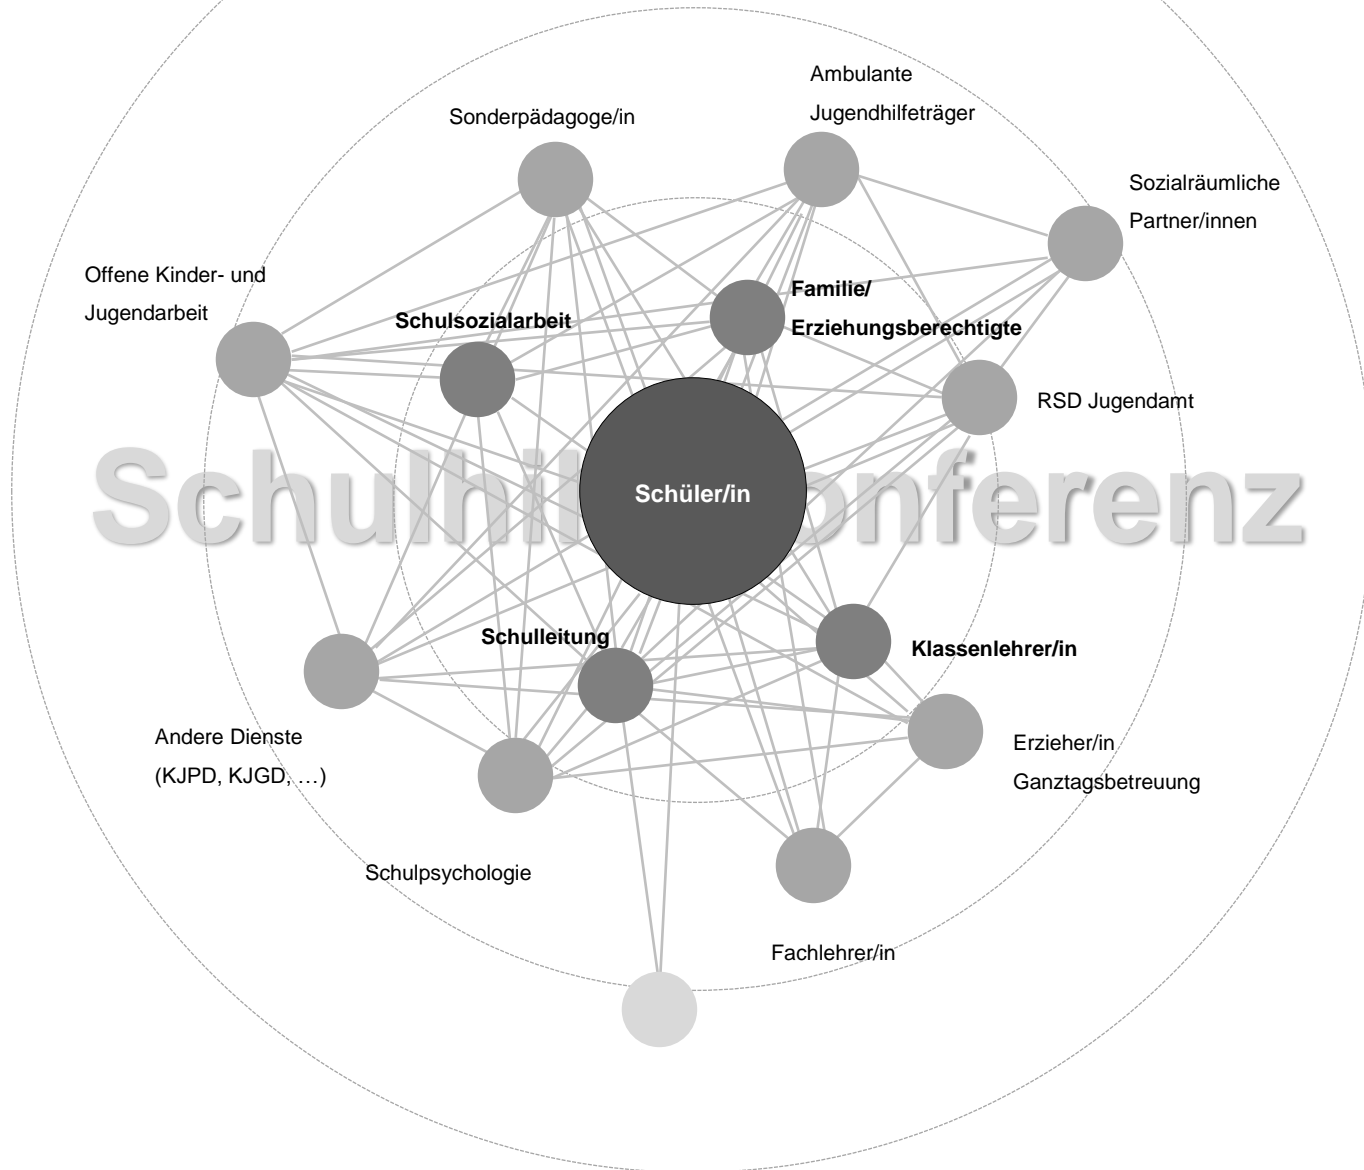 Ambulante
Jugendhilfeträger
Sonderpädagoge/in
Sozialräumliche
Partner/innen
Offene Kinder- und
Jugendarbeit
Familie/
Erziehungsberechtigte
Schulsozialarbeit
RSD Jugendamt
Schulhil onferenz
Schüler/in
Schulleitung
Klassenlehrer/in
Andere Dienste
(KJPD, KJGD, …)
Erzieher/in
Ganztagsbetreuung
Schulpsychologie
Fachlehrer/in